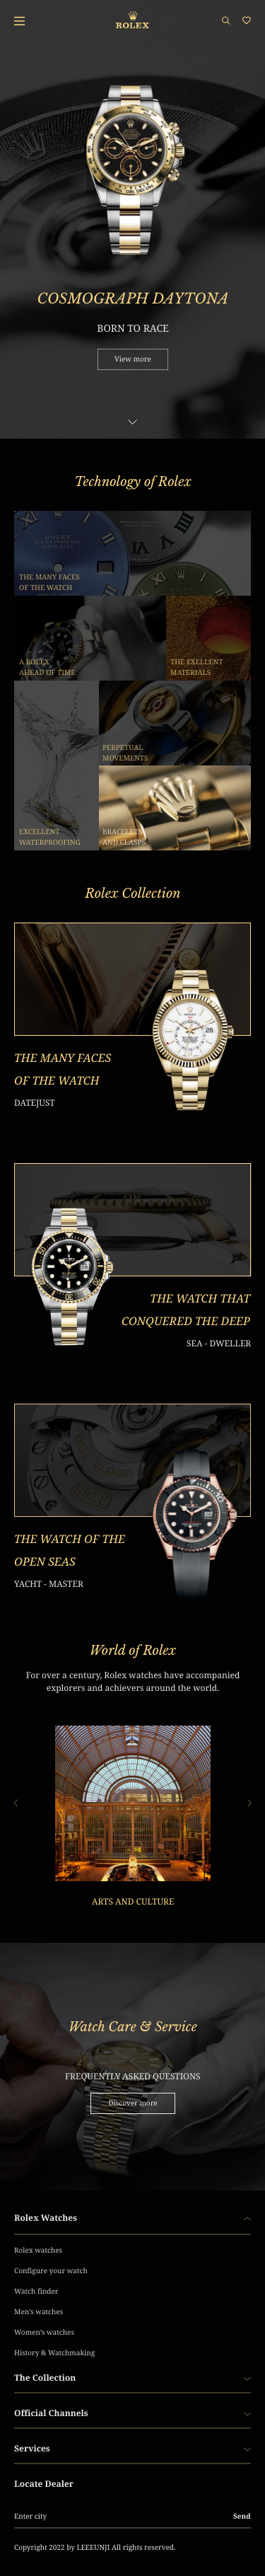 ROLEX
COSMOGRAPH DAYTONA
BORN TO RACE
View more
Technology of Rolex
ROLEX
THE MANY FACES
OF THE WATCH
A ROLEX
AHEAD OF TIME
THE EXELLENT
MATERIALS
PERPETUAL
MOVEMENTS
EXCELLENT
WATERPROOFING
BRACELETS
AND CLASPS
Rolex Collection
THE MANY FACES
OF THE WATCH
DATEJUST
THE WATCH THAT
CONQUERED THE DEEP
SEA - DWELLER
THE WATCH OF THE
OPEN SEAS
YACHT - MASTER
World of Rolex
For over a century, Rolex watches have accompanied
explorers and achievers around the world.
ARTS AND CULTURE
Watch Care & Service
FREQUENTLY ASKED QUESTIONS
Discover more
Rolex Watches
Rolex watches
Configure your watch
Watch finder
Men's watches
Women's watches
History & Watchmaking
The Collection
Official Channels
Services
Locate Dealer
Enter city
Send
Copyright 2022 by LEEEUNJI All rights reserved.